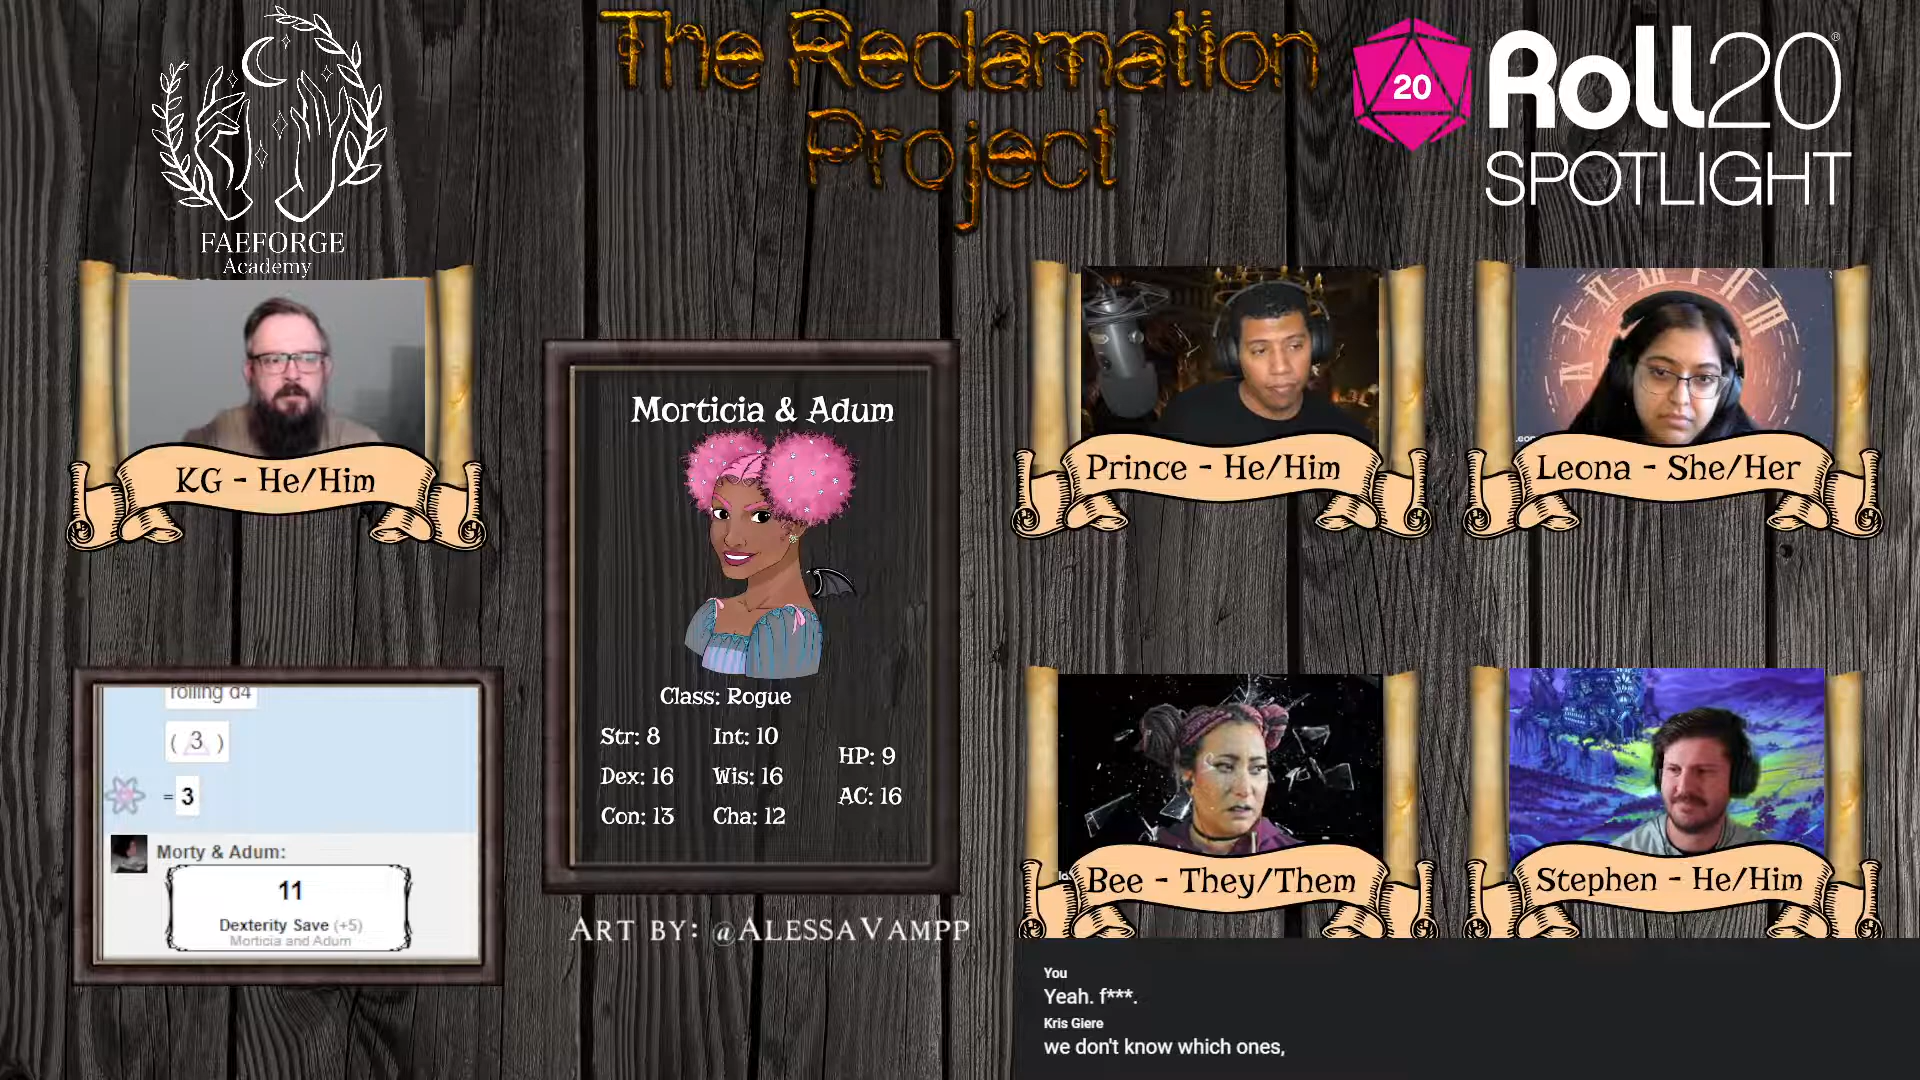 The Reclamation
Project
20
Roll20®
SPOTLIGHT
FAEFORGE
Academy
KG - He/Him
Prince - He/Him
Leona - She/Her
Morticia & Adum
Class: Rogue
Str: 8 Int: 10
HP: 9
Dex: 16 Wis: 16
AC: 16
Con: 13 Cha: 12
rolling d4
( 3 )
= 3
Morty & Adum:
11
Dexterity Save (+5)
Morticia and Adum
ART BY: @ALESSAVAMPP
Bee - They/Them
Stephen - He/Him
You
Yeah. f***.
Kris Giere
we don't know which ones,